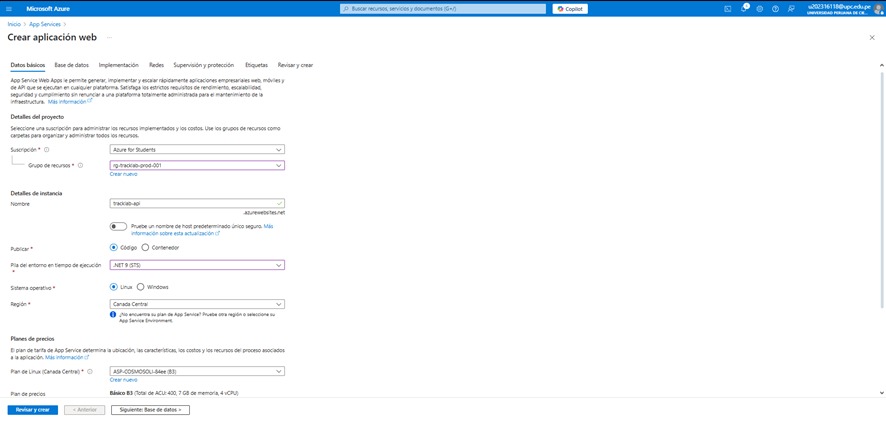 Microsoft Azure
Buscar recursos, servicios y documentos (G+/)
Copilot
1
u202316118@upc.edu.pe
UNIVERSIDAD PERUANA DE CIE...
Inicio > App Services >
Crear aplicación web ...
Datos básicos Base de datos Implementación Redes Supervisión y protección Etiquetas Revisar y crear
App Service Web Apps le permite generar, implementar y escalar rápidamente aplicaciones empresariales web, móviles y
de API que se ejecutan en cualquier plataforma. Satisfaga los estrictos requisitos de rendimiento, escalabilidad,
seguridad y cumplimiento sin renunciar a una plataforma totalmente administrada para el mantenimiento de la
infraestructura. Más información
Detalles del proyecto
Seleccione una suscripción para administrar los recursos implementados y los costes. Use los grupos de recursos como
carpetas para organizar y administrar todos los recursos.
Suscripción * Azure for Students
Grupo de recursos * rg-tracklab-prod-001
Crear nuevo
Detalles de instancia
Nombre tracklab-api
.azurewebsites.net
Pruebe un nombre de host predeterminado único seguro. Más
información sobre esta actualización
Publicar * Código Contenedor
Pila del entorno en tiempo de ejecución
* .NET 9 (STS)
Sistema operativo * Linux Windows
Región * Canada Central
¿No encuentra su plan de App Service? Pruebe otra región o seleccione su
App Service Environment.
Planes de precios
El plan de tarifa de App Service determina la ubicación, las características, los costos y los recursos del proceso asociados
a la aplicación. Más información
Plan de Linux (Canada Central) * ASP-COSMOSOLI-84ee (B3)
Crear nuevo
Plan de precios Básico B3 (Total de ACU: 400, 7 GB de memoria, 4 vCPU)
Revisar y crear < Anterior Siguiente: Base de datos >